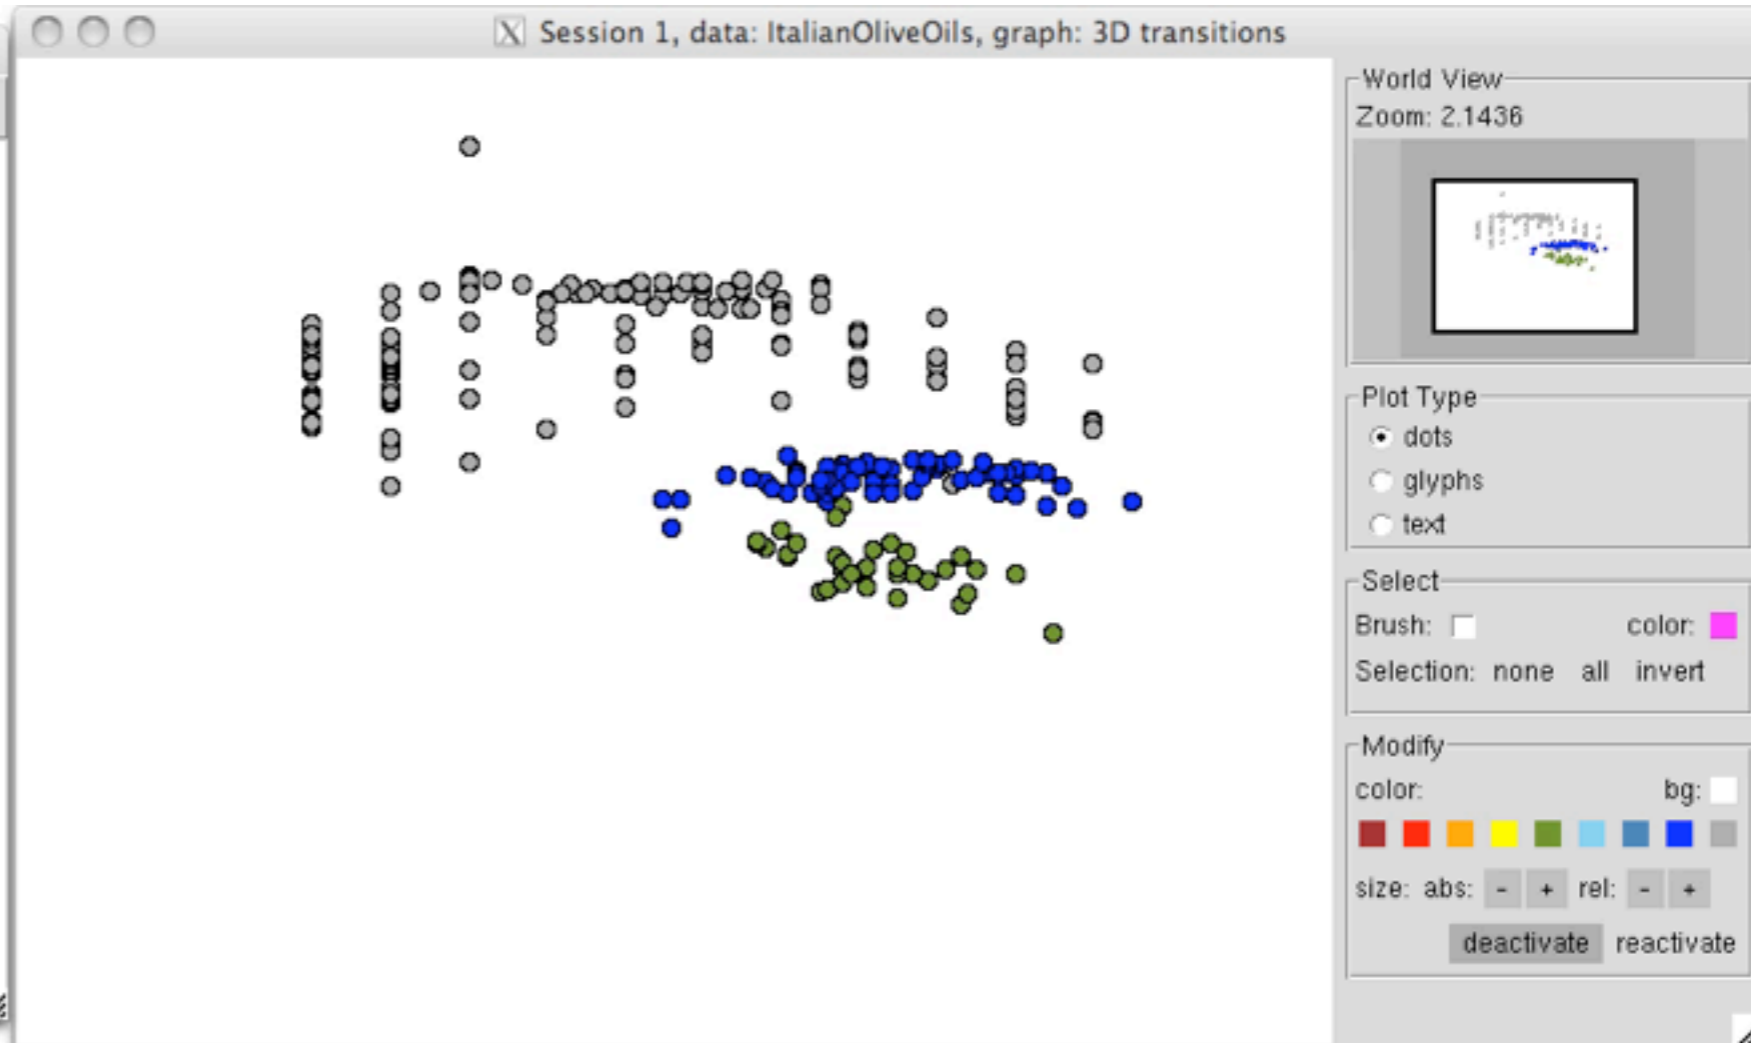 X Session 1, data: ItalianOliveOils, graph: 3D transitions
World View
Zoom: 2.1436
Plot Type
dots
glyphs
text
Select
Brush: color:
Selection: none all invert
Modify
color: bg:
size: abs: - + rel: - +
deactivate reactivate